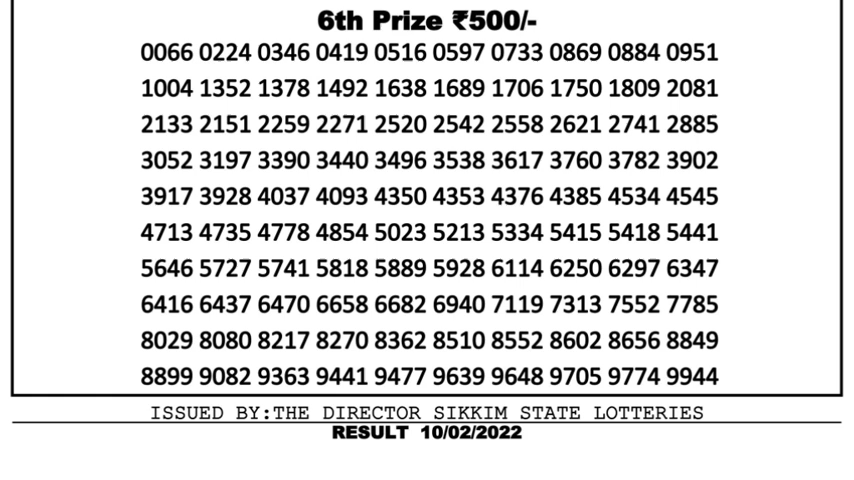 6th Prize ₹500/-
0066 0224 0346 0419 0516 0597 0733 0869 0884 0951
1004 1352 1378 1492 1638 1689 1706 1750 1809 2081
2133 2151 2259 2271 2520 2542 2558 2621 2741 2885
3052 3197 3390 3440 3496 3538 3617 3760 3782 3902
3917 3928 4037 4093 4350 4353 4376 4385 4534 4545
4713 4735 4778 4854 5023 5213 5334 5415 5418 5441
5646 5727 5741 5818 5889 5928 6114 6250 6297 6347
6416 6437 6470 6658 6682 6940 7119 7313 7552 7785
8029 8080 8217 8270 8362 8510 8552 8602 8656 8849
8899 9082 9363 9441 9477 9639 9648 9705 9774 9944
ISSUED BY:THE DIRECTOR SIKKIM STATE LOTTERIES
RESULT 10/02/2022